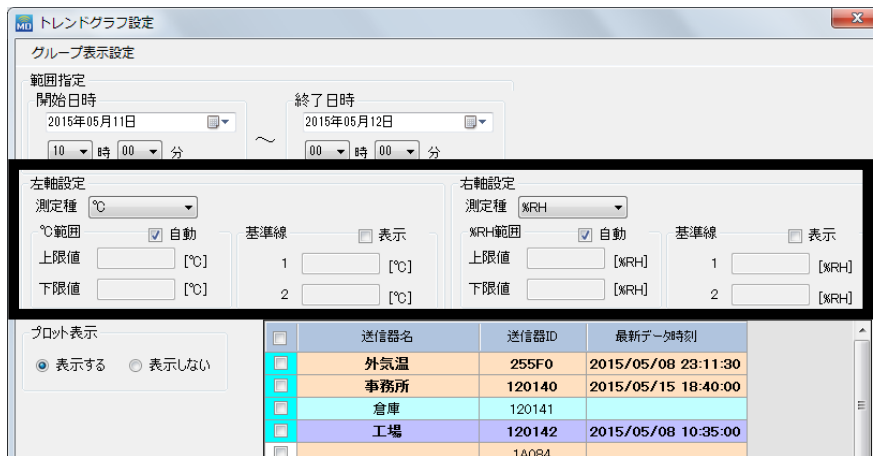 MD トレンドグラフ設定
グループ表示設定
範囲指定
開始日時 終了日時
2015年05月11日 ～ 2015年05月12日
10 時 00 分 00 時 00 分
左軸設定 右軸設定
測定種 ℃ 測定種 %RH
℃範囲 自動 基準線 表示 %RH範囲 自動 基準線 表示
上限値 [℃] 1 [℃] 上限値 [%RH] 1 [%RH]
下限値 [℃] 2 [℃] 下限値 [%RH] 2 [%RH]
プロット表示
表示する 表示しない
送信器名 送信器ID 最新データ時刻
外気温 255F0 2015/05/08 23:11:30
事務所 120140 2015/05/15 18:40:00
倉庫 120141
工場 120142 2015/05/08 10:35:00
1A084